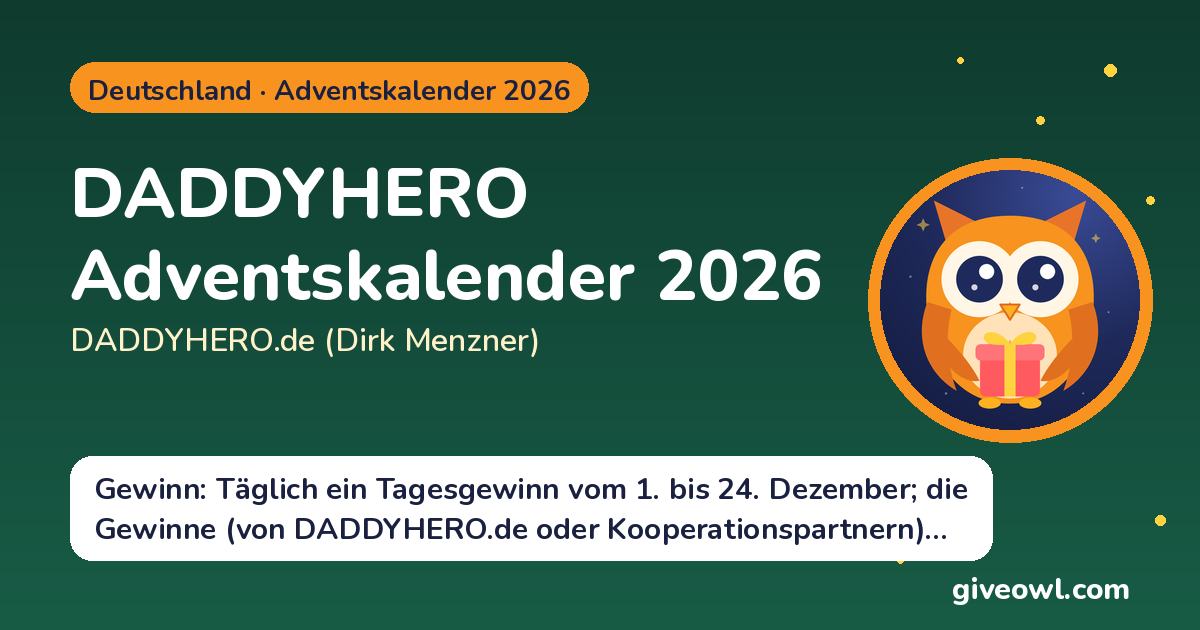 Deutschland · Adventskalender 2026
DADDYHERO
Adventskalender 2026
DADDYHERO.de (Dirk Menzner)
Gewinn: Täglich ein Tagesgewinn vom 1. bis 24. Dezember; die
Gewinne (von DADDYHERO.de oder Kooperationspartnern)...
giveowl.com